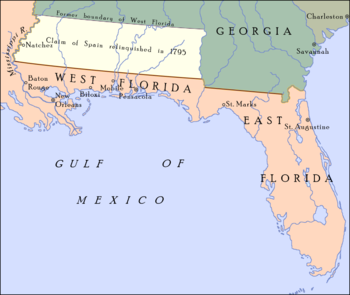 Former boundary of West Florida
Charleston
GEORGIA
Mississippi R.
Natchez
Claim of Spain relinquished in 1795
Savannah
Baton
Rouge
WEST FLORIDA
New
Orleans
Biloxi
Mobile
Pensacola
St. Marks
EAST
St. Augustine
FLORIDA
GULF OF
MEXICO